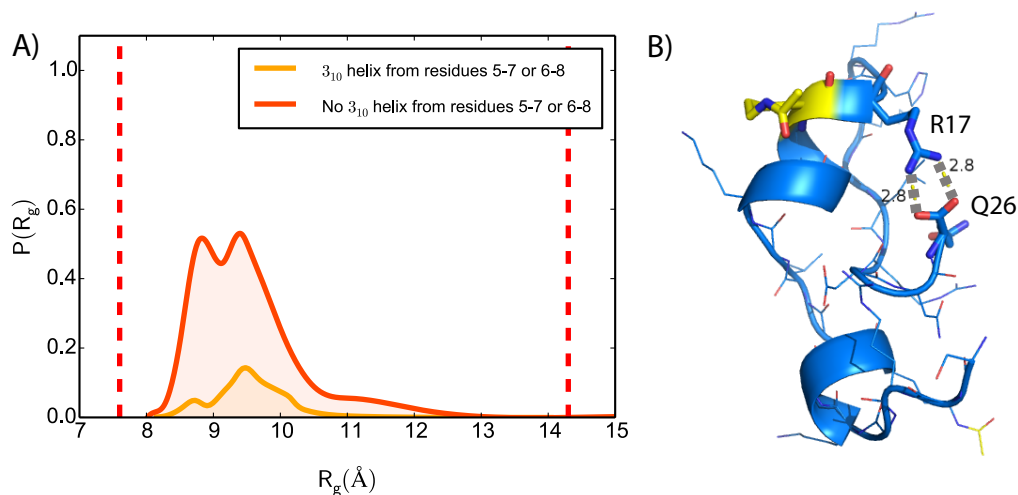 A)
1.0
0.8
0.6
0.4
0.2
0.0
P(Rg)
7 8 9 10 11 12 13 14 15
Rg(Å)
3₁₀ helix from residues 5-7 or 6-8
No 3₁₀ helix from residues 5-7 or 6-8
B)
R17
2.8
2.8
Q26